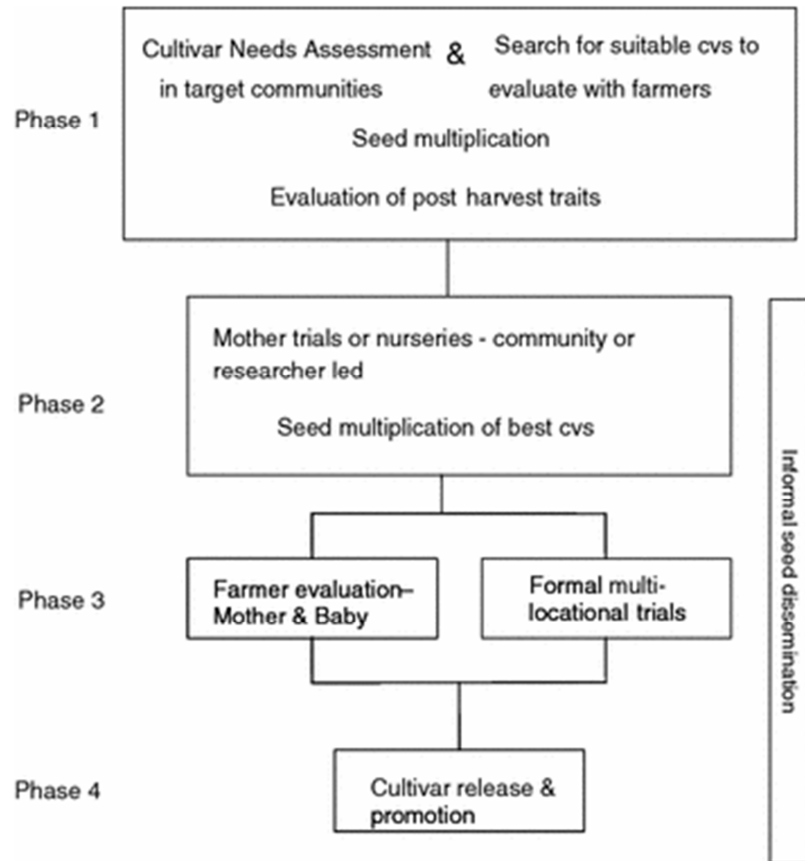 Phase 1
Cultivar Needs Assessment & Search for suitable cvs to
in target communities evaluate with farmers
Seed multiplication
Evaluation of post harvest traits
Phase 2
Mother trials or nurseries - community or
researcher led
Seed multiplication of best cvs
Phase 3
Farmer evaluation–
Mother & Baby
Formal multi-
locational trials
Phase 4
Cultivar release &
promotion
Informal seed dissemination